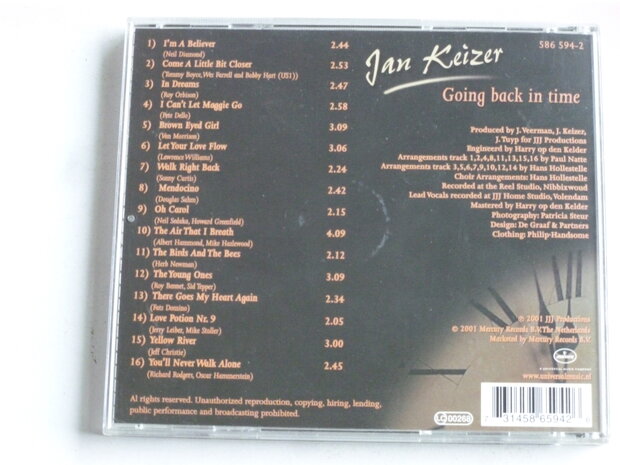 1) I'm A Believer 2.44
(Neil Diamond)
2) Come A Little Bit Closer 2.53
(Tommy Boyce, Wes Farrell and Bobby Hart (US1))
3) In Dreams 2.47
(Roy Orbison)
4) I Can't Let Maggie Go 2.58
(Pete Dello)
5) Brown Eyed Girl 3.09
(Van Morrison)
6) Let Your Love Flow 3.06
(Lawrence Williams)
7) Walk Right Back 2.24
(Sonny Curtis)
8) Mendocino 2.42
(Douglas Sahm)
9) Oh Carol 2.15
(Neil Sedaka, Howard Greenfield)
10) The Air That I Breath 4.09
(Albert Hammond, Mike Hazlewood)
11) The Birds And The Bees 2.12
(Herb Newman)
12) The Young Ones 3.09
(Roy Bennet, Sid Tepper)
13) There Goes My Heart Again 2.34
(Fats Domino)
14) Love Potion Nr. 9 2.05
(Jerry Leiber, Mike Stoller)
15) Yellow River 3.00
(Jeff Christie)
16) You'll Never Walk Alone 2.45
(Richard Rodgers, Oscar Hammerstein)
All rights reserved. Unauthorized reproduction, copying, hiring, lending,
public performance and broadcasting prohibited.
586 594-2
Jan Keizer
Going back in time
Produced by J. Veerman, J. Keizer,
J. Tuyp for JJJ Productions
Engineerd by Harry op den Kelder
Arrangements track 1,2,4,8,11,13,15,16 by Paul Natte
Arrangements track 3,5,6,7,9,10,12,14 by Hans Hollestelle
Choir Arrangements: Hans Hollestelle
Recorded at the Reel Studio, Nibbixwoud
Lead Vocals recorded at JJJ Home Studio, Volendam
Mastered by Harry op den Kelder
Photography: Patricia Steur
Design: De Graaf & Partners
Clothing: Philip-Handsome
℗ 2001 JJJ Productions
© 2001 Mercury Records B.V. The Netherlands
Marketed by Mercury Records B.V.
www.universalmusic.nl
LC 00268
7 31458 65942 6